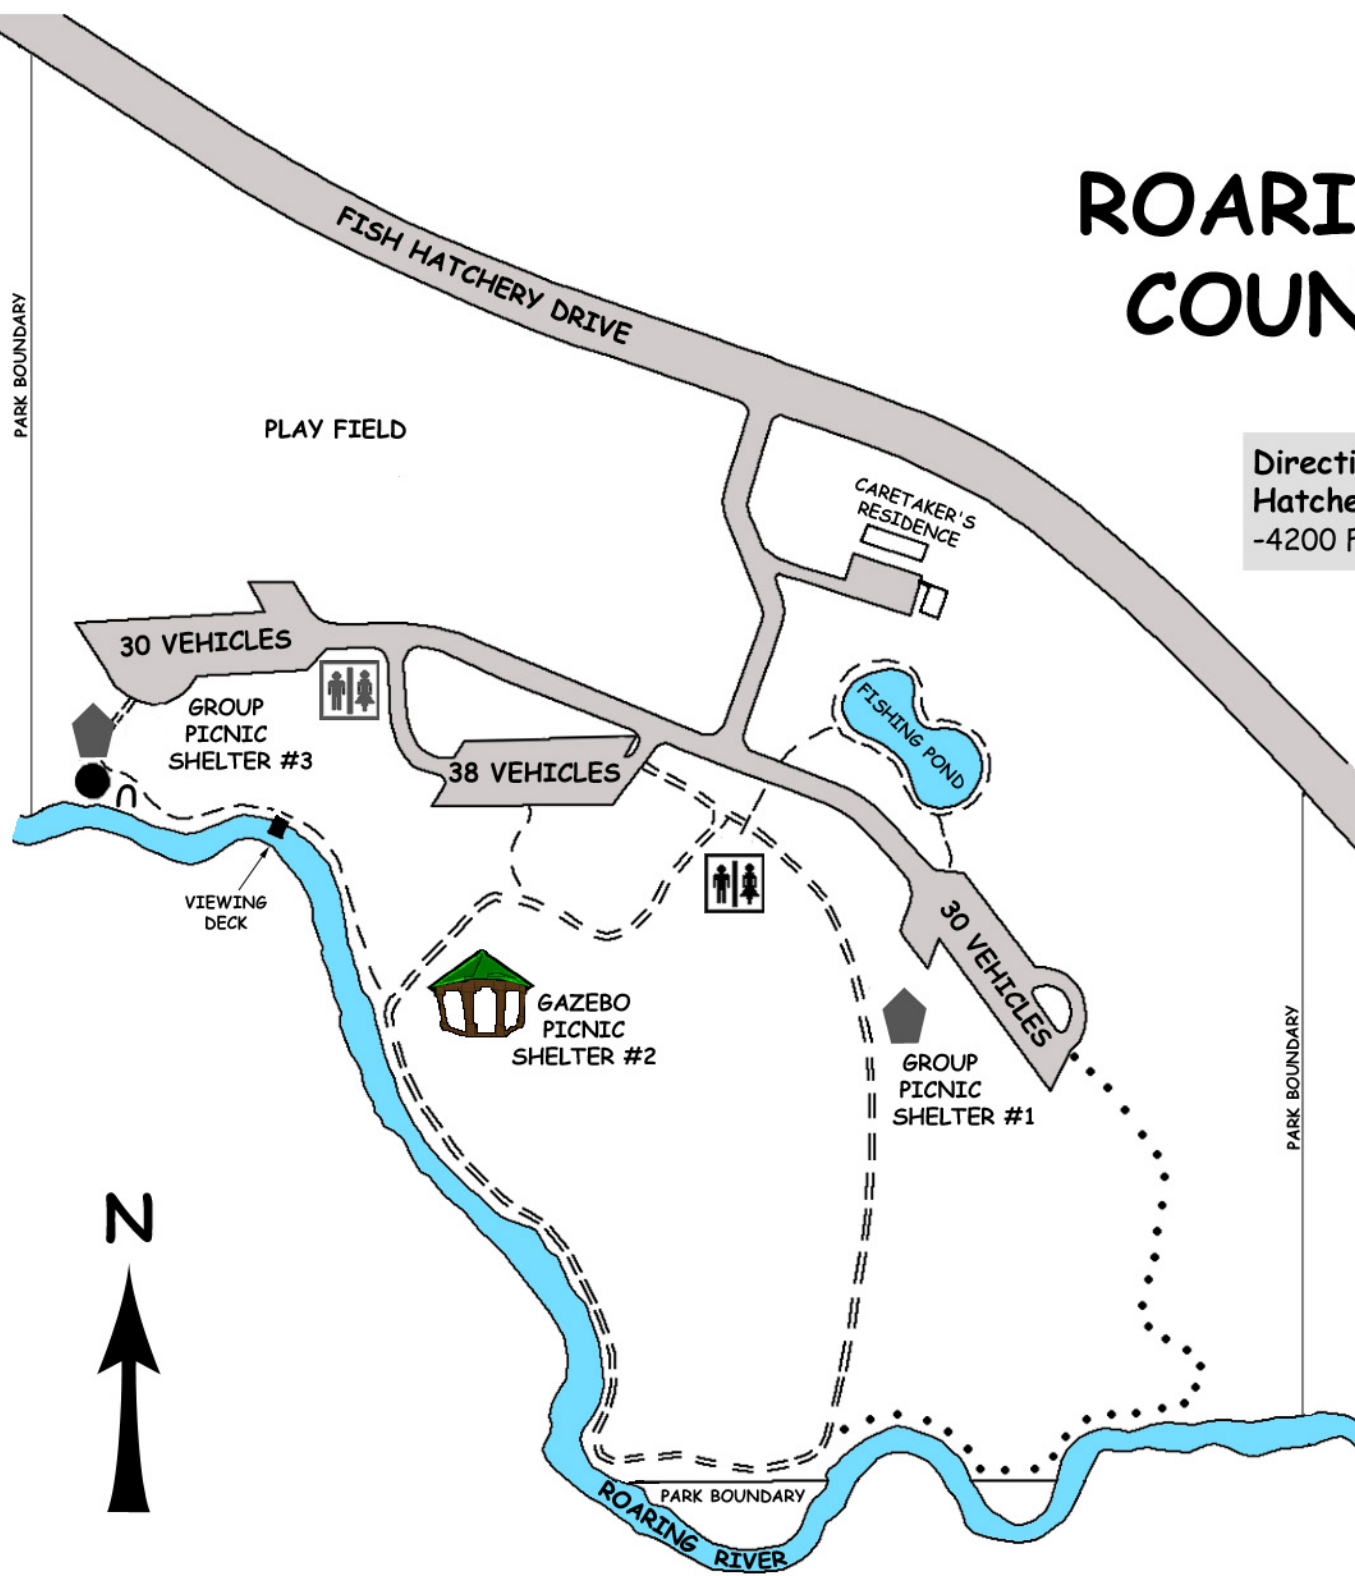 ROARI
COUN
FISH HATCHERY DRIVE
PARK BOUNDARY
PLAY FIELD
Directi
Hatche
-4200 F
CARETAKER'S
RESIDENCE
30 VEHICLES
FISHING POND
GROUP
PICNIC
SHELTER #3
38 VEHICLES
VIEWING
DECK
30 VEHICLES
GAZEBO
PICNIC
SHELTER #2
GROUP
PICNIC
SHELTER #1
PARK BOUNDARY
N
PARK BOUNDARY
ROARING RIVER